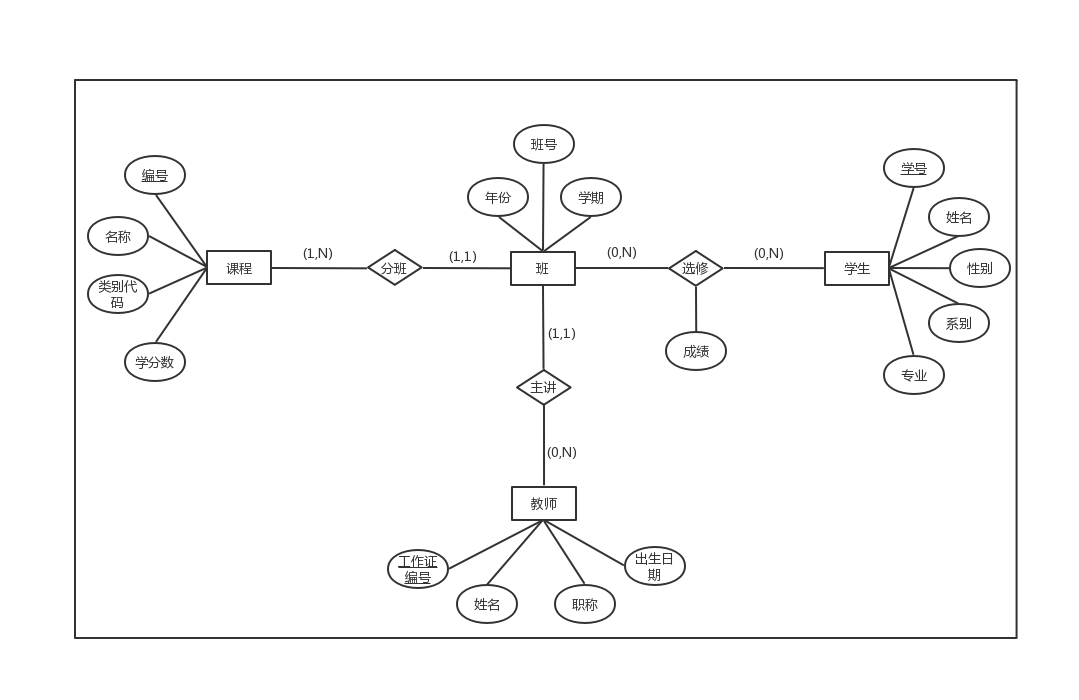 班号
编号
学号
年份
学期
姓名
名称
(1,N)
(1,1)
(0,N)
(0,N)
课程
分班
班
选修
学生
性别
类别代
码
系别
(1,1)
成绩
学分数
专业
主讲
(0,N)
教师
工作证
编号
出生日
期
姓名
职称